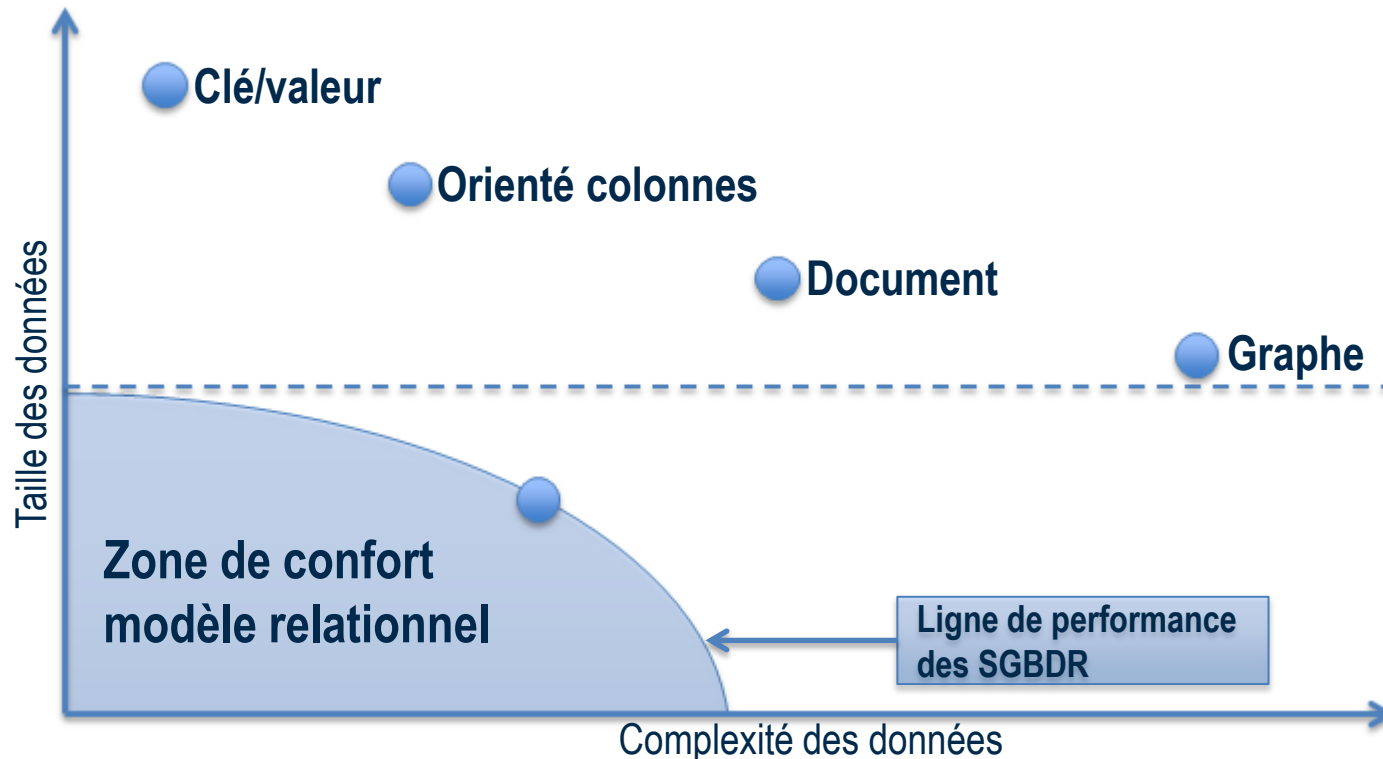 Clé/valeur
Orienté colonnes
Document
Graphe
Taille des données
Zone de confort
modèle relationnel
Ligne de performance
des SGBDR
Complexité des données